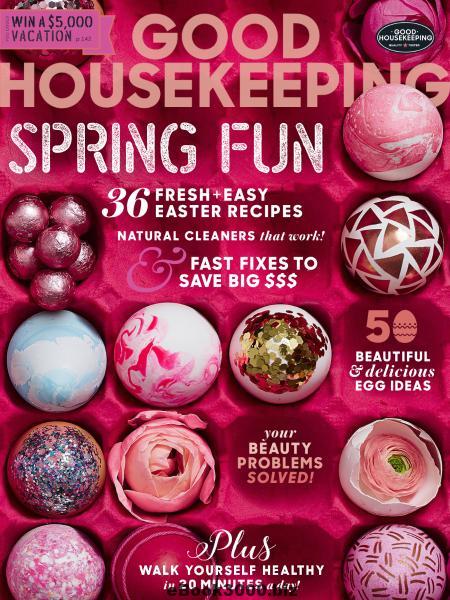 WIN A $5,000
VACATION p 142
GOOD
HOUSEKEEPING
GOOD
HOUSEKEEPING
SPRING FUN
36 FRESH+EASY
EASTER RECIPES
NATURAL CLEANERS that work!
& FAST FIXES TO
SAVE BIG $$$
50
BEAUTIFUL
& delicious
EGG IDEAS
your
BEAUTY
PROBLEMS
SOLVED!
Plus
WALK YOURSELF HEALTHY
in 20 MINUTES a day!
eBook3000.biz